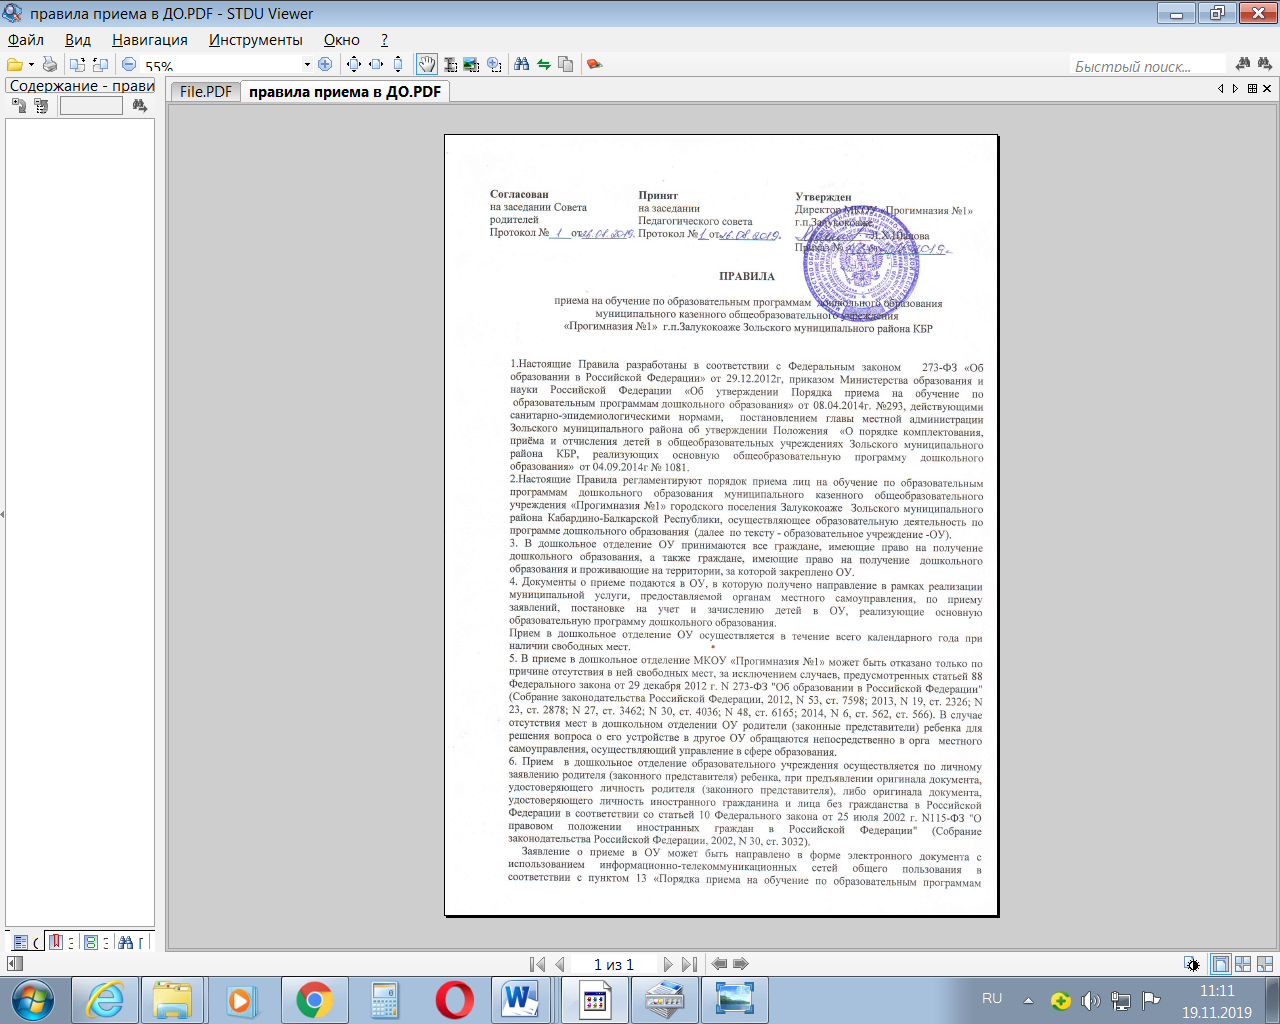 правила приема в ДО.PDF - STDU Viewer
Файл Вид Навигация Инструменты Окно ?
55%
Быстрый поиск...
Содержание - прави
File.PDF правила приема в ДО.PDF
Согласован
на заседании Совета
родителей
Протокол № 1 от 26.08.2019.
Принят
на заседании
Педагогического совета
Протокол № 1 от 26.08.2019.
Утвержден
Директор МКОУ «Прогимназия №1»
г.п.Залукокоаже
Приказ №
ПРАВИЛА
приема на обучение по образовательным программам дошкольного образования
муниципального казенного общеобразовательного учреждения
«Прогимназия №1» г.п.Залукокоаже Зольского муниципального района КБР
1.Настоящие Правила разработаны в соответствии с Федеральным законом 273-ФЗ «Об
образовании в Российской Федерации» от 29.12.2012г, приказом Министерства образования и
науки Российской Федерации «Об утверждении Порядка приема на обучение по
образовательным программам дошкольного образования» от 08.04.2014г. №293, действующими
санитарно-эпидемиологическими нормами, постановлением главы местной администрации
Зольского муниципального района об утверждении Положения «О порядке комплектования,
приёма и отчисления детей в общеобразовательных учреждениях Зольского муниципального
района КБР, реализующих основную общеобразовательную программу дошкольного
образования» от 04.09.2014г № 1081.
2.Настоящие Правила регламентируют порядок приема лиц на обучение по образовательным
программам дошкольного образования муниципального казенного общеобразовательного
учреждения «Прогимназия №1» городского поселения Залукокоаже Зольского муниципального
района Кабардино-Балкарской Республики, осуществляющее образовательную деятельность по
программе дошкольного образования (далее по тексту - образовательное учреждение -ОУ).
3. В дошкольное отделение ОУ принимаются все граждане, имеющие право на получение
дошкольного образования, а также граждане, имеющие право на получение дошкольного
образования и проживающие на территории, за которой закреплено ОУ.
4. Документы о приеме подаются в ОУ, в которую получено направление в рамках реализации
муниципальной услуги, предоставляемой органам местного самоуправления, по приему
заявлений, постановке на учет и зачислению детей в ОУ, реализующие основную
образовательную программу дошкольного образования.
Прием в дошкольное отделение ОУ осуществляется в течение всего календарного года при
наличии свободных мест.
5. В приеме в дошкольное отделение МКОУ «Прогимназия №1» может быть отказано только по
причине отсутствия в ней свободных мест, за исключением случаев, предусмотренных статьей 88
Федерального закона от 29 декабря 2012 г. N 273-ФЗ "Об образовании в Российской Федерации"
(Собрание законодательства Российской Федерации, 2012, N 53, ст. 7598; 2013, N 19, ст. 2326; N
23, ст. 2878; N 27, ст. 3462; N 30, ст. 4036; N 48, ст. 6165; 2014, N 6, ст. 562, ст. 566). В случае
отсутствия мест в дошкольном отделении ОУ родители (законные представители) ребенка для
решения вопроса о его устройстве в другое ОУ обращаются непосредственно в орга местного
самоуправления, осуществляющий управление в сфере образования.
6. Прием в дошкольное отделение образовательного учреждения осуществляется по личному
заявлению родителя (законного представителя) ребенка, при предъявлении оригинала документа,
удостоверяющего личность родителя (законного представителя), либо оригинала документа,
удостоверяющего личность иностранного гражданина и лица без гражданства в Российской
Федерации в соответствии со статьей 10 Федерального закона от 25 июля 2002 г. N115-ФЗ "О
правовом положении иностранных граждан в Российской Федерации" (Собрание
законодательства Российской Федерации, 2002, N 30, ст. 3032).
Заявление о приеме в ОУ может быть направлено в форме электронного документа с
использованием информационно-телекоммуникационных сетей общего пользования в
соответствии с пунктом 13 «Порядка приема на обучение по образовательным программам
1 из 1
RU
11:11
19.11.2019